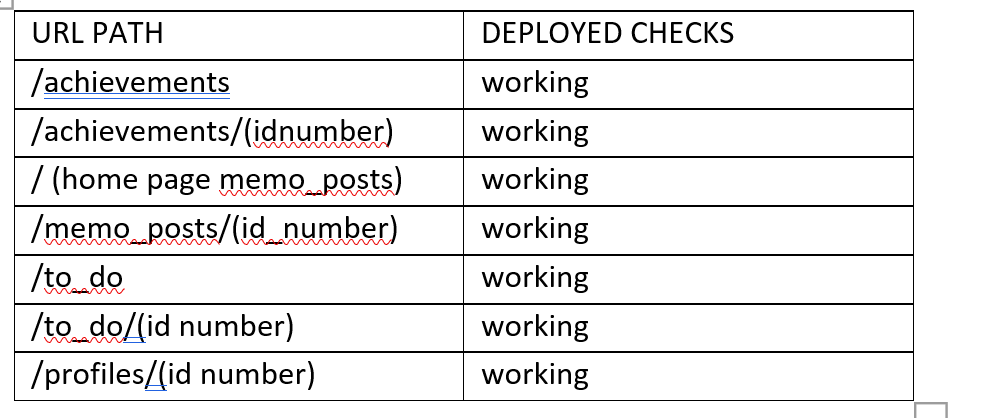 URL PATH DEPLOYED CHECKS
/achievements working
/achievements/(idnumber) working
/ (home page memo_posts) working
/memo_posts/(id_number) working
/to_do working
/to_do/(id number) working
/profiles/(id number) working